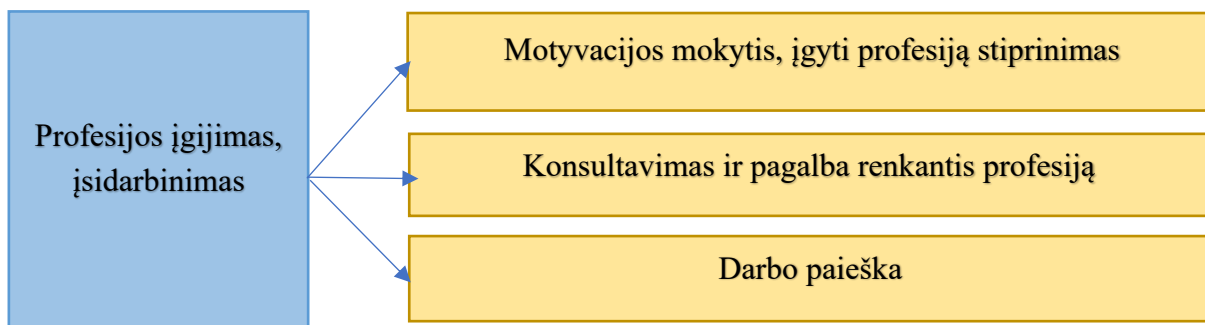 Profesijos įgijimas,
įsidarbinimas
Motyvacijos mokytis, įgyti profesiją stiprinimas
Konsultavimas ir pagalba renkantis profesiją
Darbo paieška